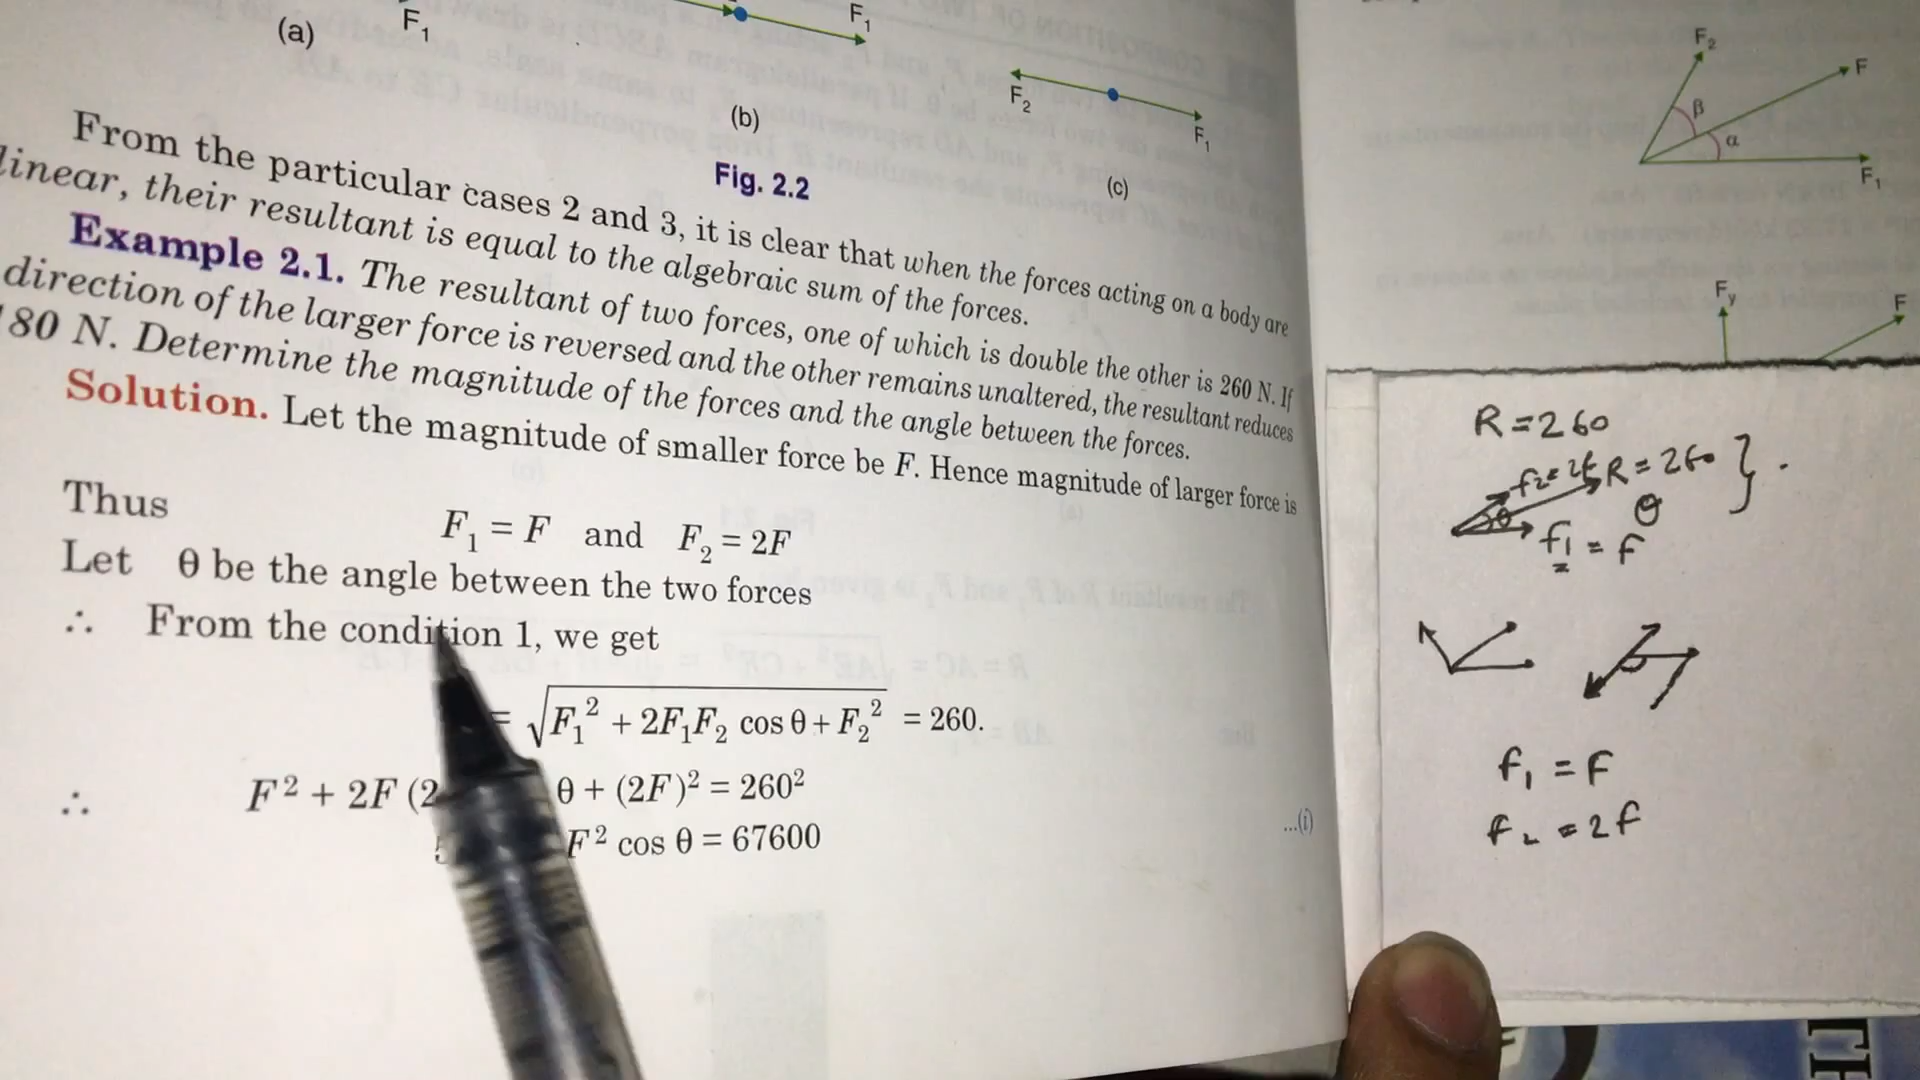 (a)
F₁
F₁
(b)
F₂
F₁
(c)
Fig. 2.2
From the particular cases 2 and 3, it is clear that when the forces acting on a body are
linear, their resultant is equal to the algebraic sum of the forces.
Example 2.1. The resultant of two forces, one of which is double the other is 260 N. If
direction of the larger force is reversed and the other remains unaltered, the resultant reduces
180 N. Determine the magnitude of the forces and the angle between the forces.
Solution. Let the magnitude of smaller force be F. Hence magnitude of larger force is
Thus
F₁ = F and F₂ = 2F
Let θ be the angle between the two forces
∴ From the condition 1, we get
= √(F₁² + 2F₁F₂ cos θ + F₂²) = 260.
∴ F² + 2F (2 θ + (2F)² = 260²
F² cos θ = 67600 ...(i)
F₂
F
β
α
F₁
Fy
F
R = 260
f₂ = 2f R = 260
θ
θ
f₁ = F
f₁ = F
f₂ = 2f